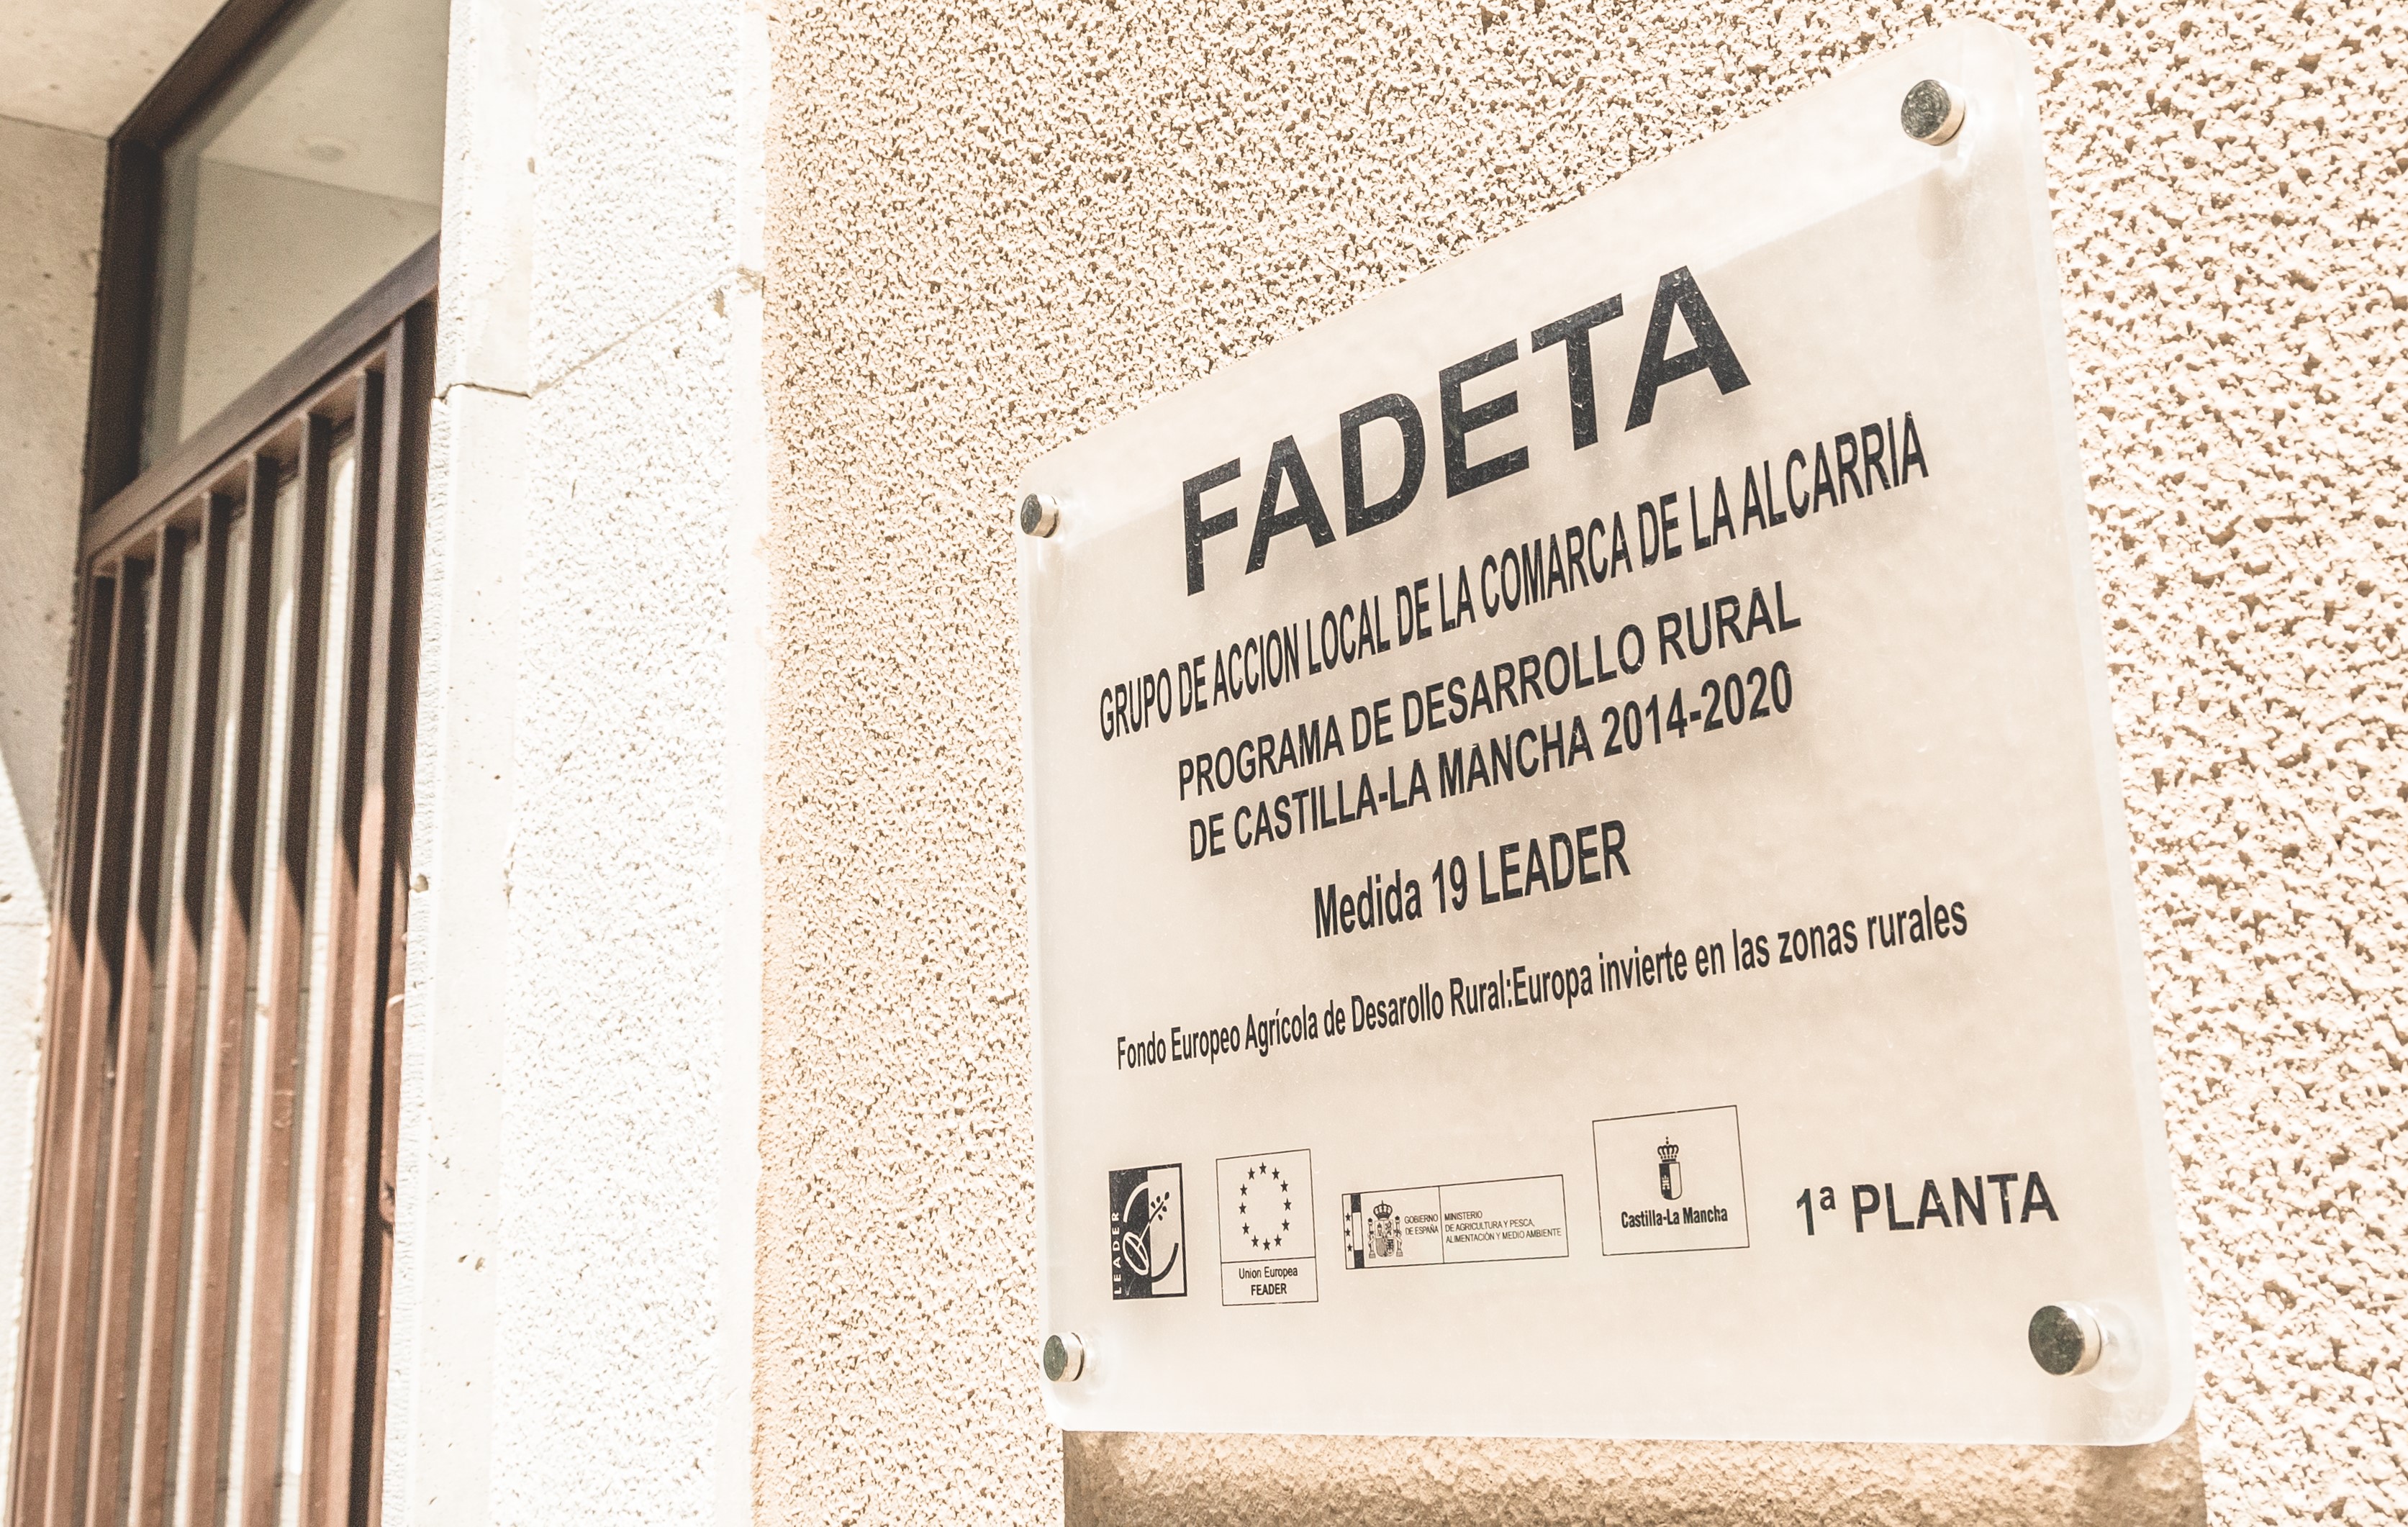 FADETA
GRUPO DE ACCION LOCAL DE LA COMARCA DE LA ALCARRIA
PROGRAMA DE DESARROLLO RURAL
DE CASTILLA-LA MANCHA 2014-2020
Medida 19 LEADER
Fondo Europeo Agrícola de Desarollo Rural:Europa invierte en las zonas rurales
LEADER
Union Europea
FEADER
GOBIERNO
DE ESPAÑA
MINISTERIO
DE AGRICULTURA Y PESCA,
ALIMENTACIÓN Y MEDIO AMBIENTE
Castilla-La Mancha
1ª PLANTA